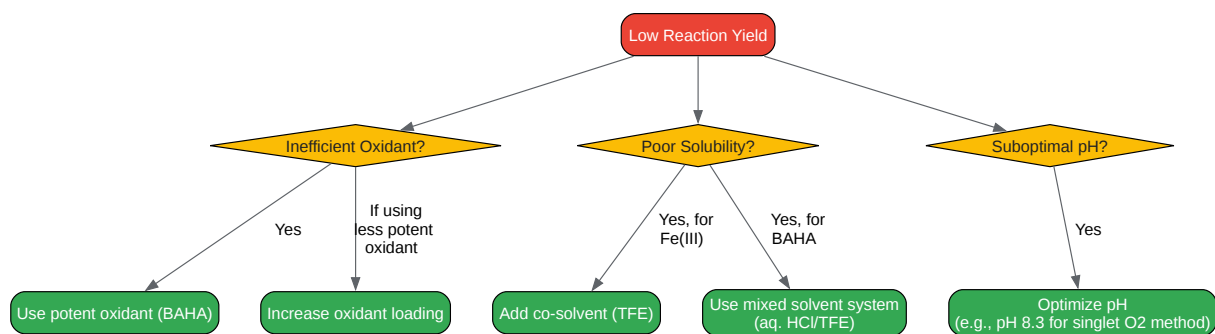 Low Reaction Yield
Inefficient Oxidant?
Poor Solubility?
Suboptimal pH?
Yes
If using
less potent
oxidant
Yes, for
Fe(III)
Yes, for
BAHA
Yes
Use potent oxidant (BAHA)
Increase oxidant loading
Add co-solvent (TFE)
Use mixed solvent system
(aq. HCl/TFE)
Optimize pH
(e.g., pH 8.3 for singlet O2 method)